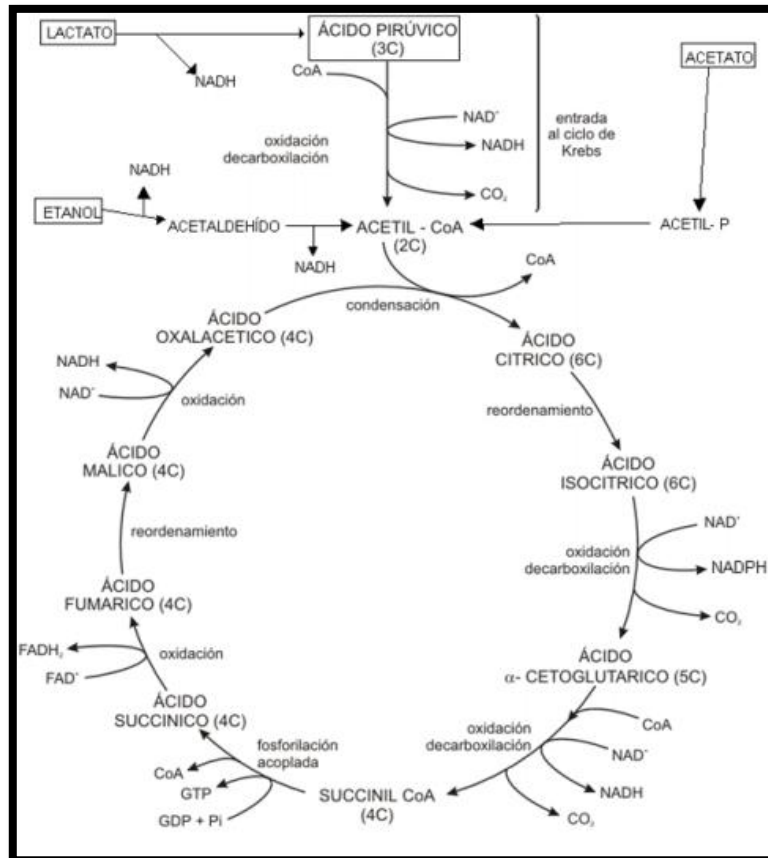 LACTATO
ÁCIDO PIRÚVICO
(3C)
ACETATO
NADH
CoA
NAD⁺
NADH
oxidación
decarboxilación
entrada
al ciclo de
Krebs
CO₂
NADH
ETANOL
ACETALDEHÍDO
ACETIL - CoA
(2C)
ACETIL- P
NADH
CoA
condensación
ÁCIDO
OXALACETICO (4C)
ÁCIDO
CITRICO (6C)
NADH
NAD⁺
oxidación
reordenamiento
ÁCIDO
MALICO (4C)
ÁCIDO
ISOCITRICO (6C)
reordenamiento
NAD⁺
oxidación
decarboxilación
NADPH
CO₂
ÁCIDO
FUMARICO (4C)
FADH₂
FAD⁺
oxidación
ÁCIDO
α- CETOGLUTARICO (5C)
ÁCIDO
SUCCINICO (4C)
CoA
oxidación
decarboxilación
NAD⁺
NADH
CO₂
fosforilación
acoplada
CoA
GTP
GDP + Pi
SUCCINIL CoA
(4C)